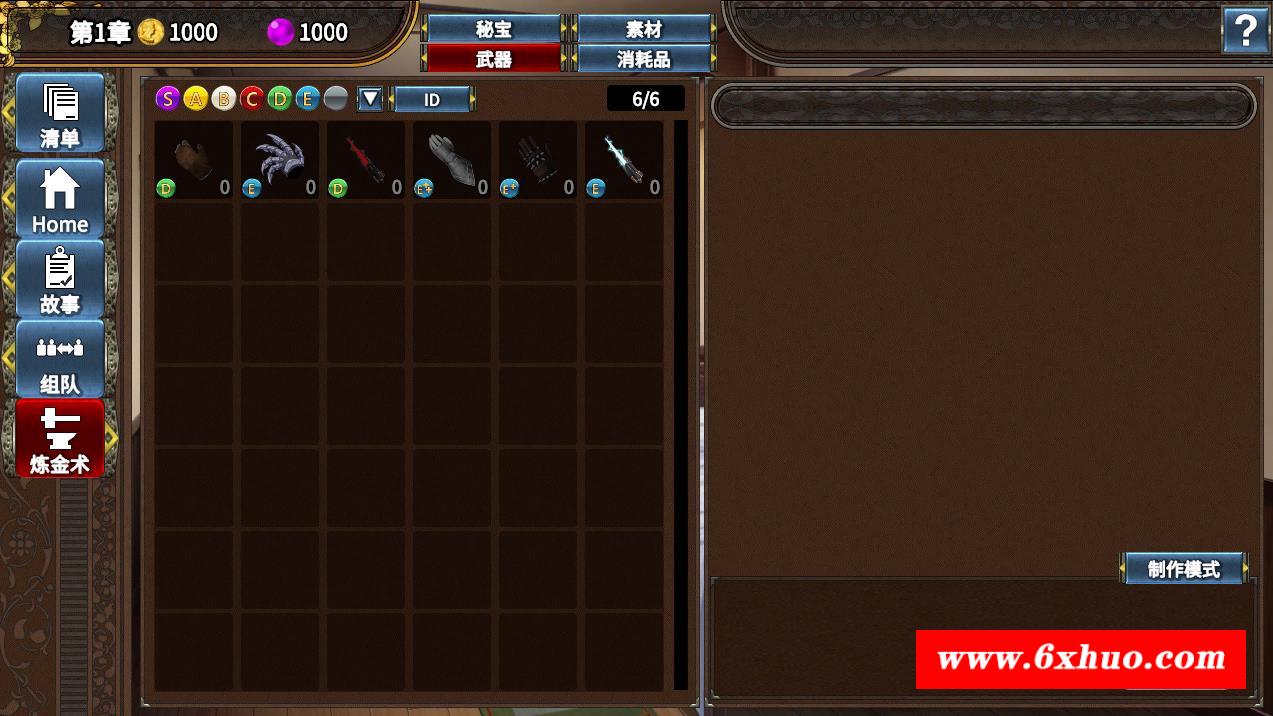 第1章 1000 1000
秘宝 素材
武器 消耗品
?
清单
Home
故事
组队
炼金术
S A B C D E ▼ ID 6/6
D 0 E 0 D 0 E+ 0 E+ 0 E 0
制作模式
www.6xhuo.com